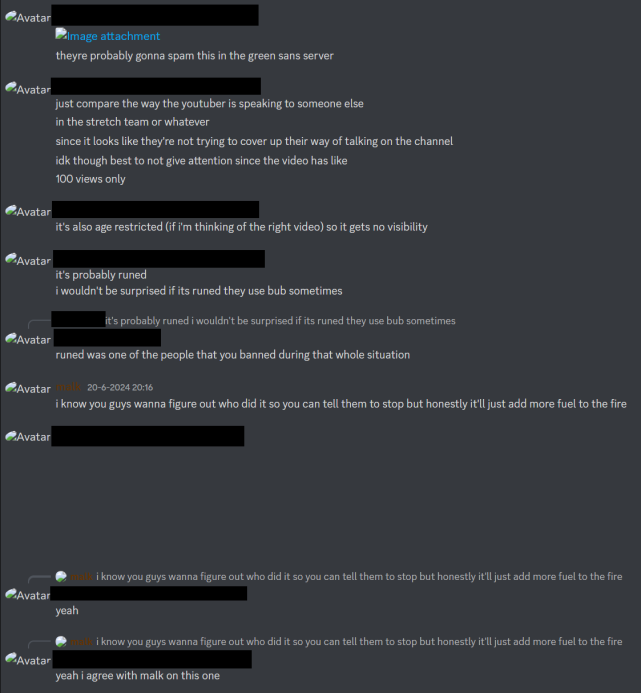 Avatar
Image attachment
theyre probably gonna spam this in the green sans server
Avatar
just compare the way the youtuber is speaking to someone else
in the stretch team or whatever
since it looks like they're not trying to cover up their way of talking on the channel
idk though best to not give attention since the video has like
100 views only
Avatar
it's also age restricted (if i'm thinking of the right video) so it gets no visibility
Avatar
it's probably runed
i wouldn't be surprised if its runed they use bub sometimes
it's probably runed i wouldn't be surprised if its runed they use bub sometimes
Avatar
runed was one of the people that you banned during that whole situation
Avatar 20-6-2024 20:16
i know you guys wanna figure out who did it so you can tell them to stop but honestly it'll just add more fuel to the fire
Avatar
i know you guys wanna figure out who did it so you can tell them to stop but honestly it'll just add more fuel to the fire
Avatar
yeah
i know you guys wanna figure out who did it so you can tell them to stop but honestly it'll just add more fuel to the fire
Avatar
yeah i agree with malk on this one